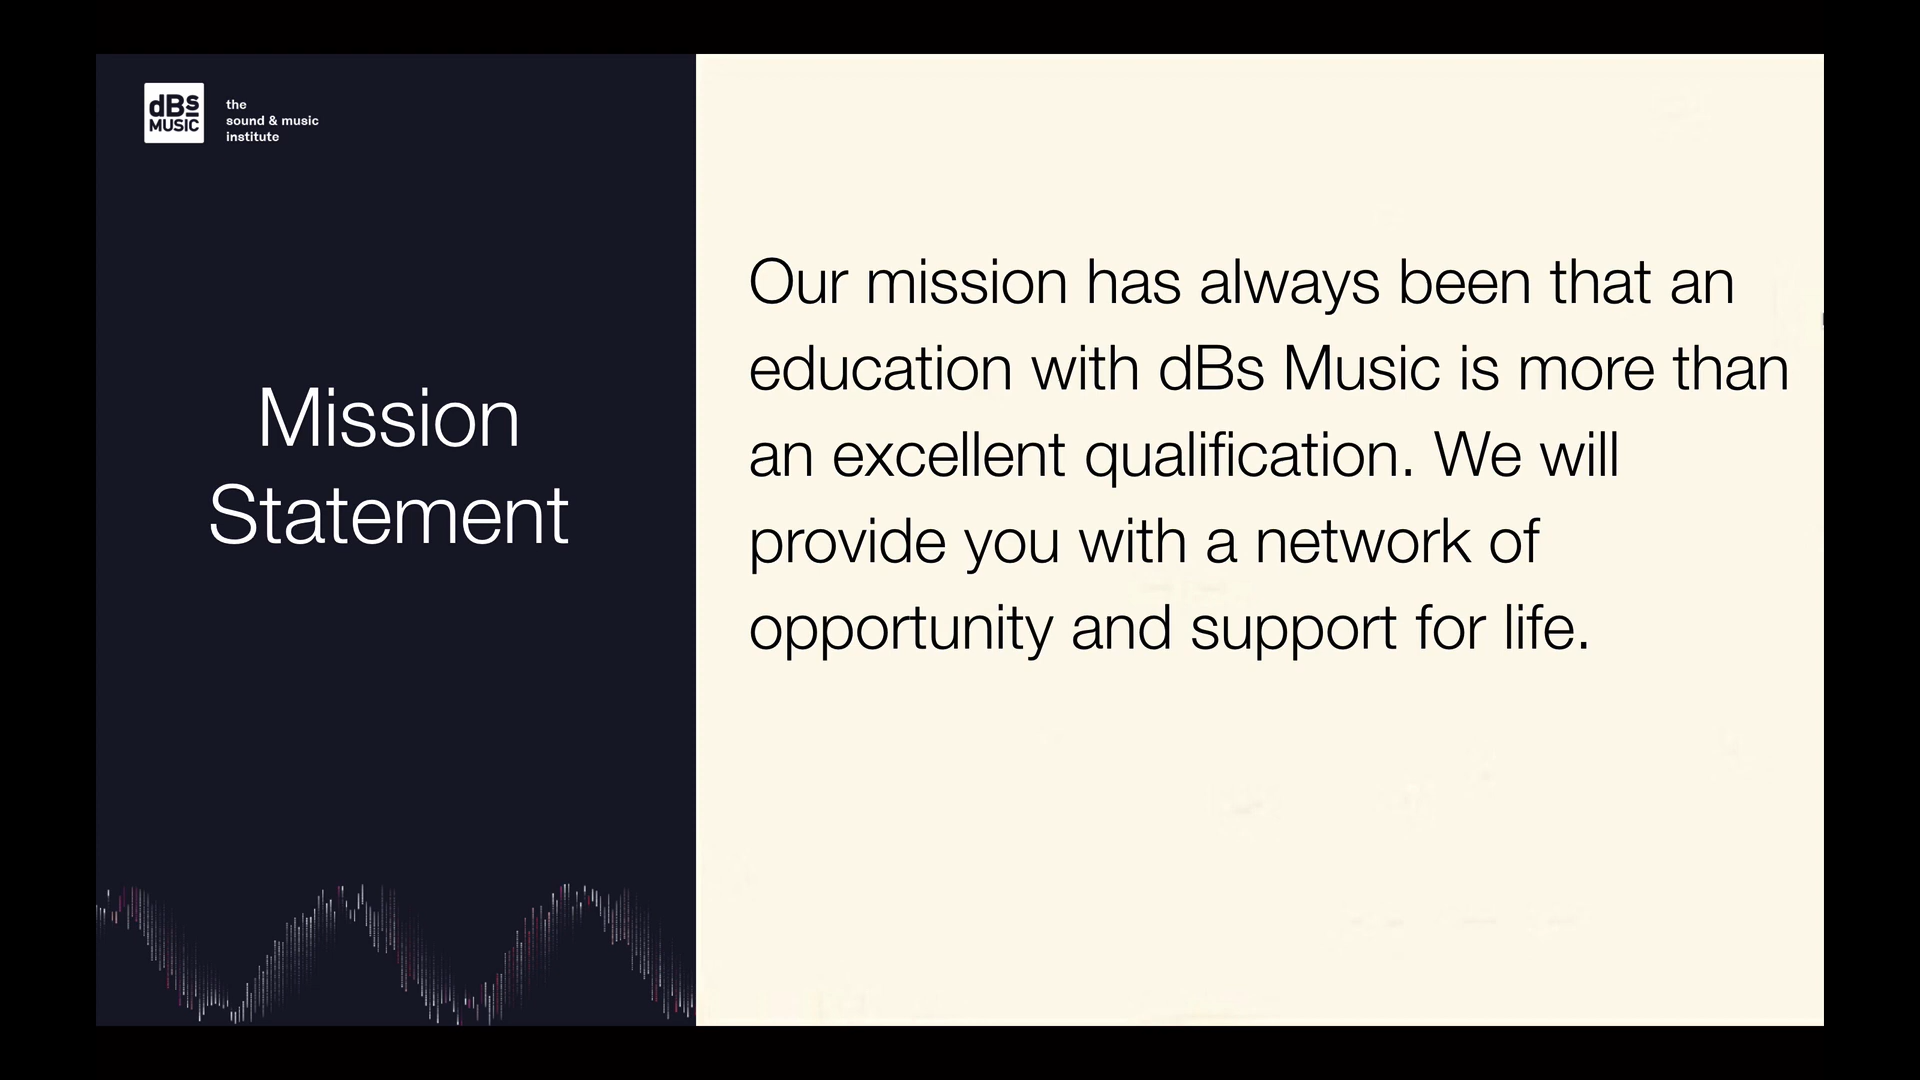 dBs
MUSIC
the
sound & music
institute
Mission
Statement
Our mission has always been that an
education with dBs Music is more than
an excellent qualification. We will
provide you with a network of
opportunity and support for life.